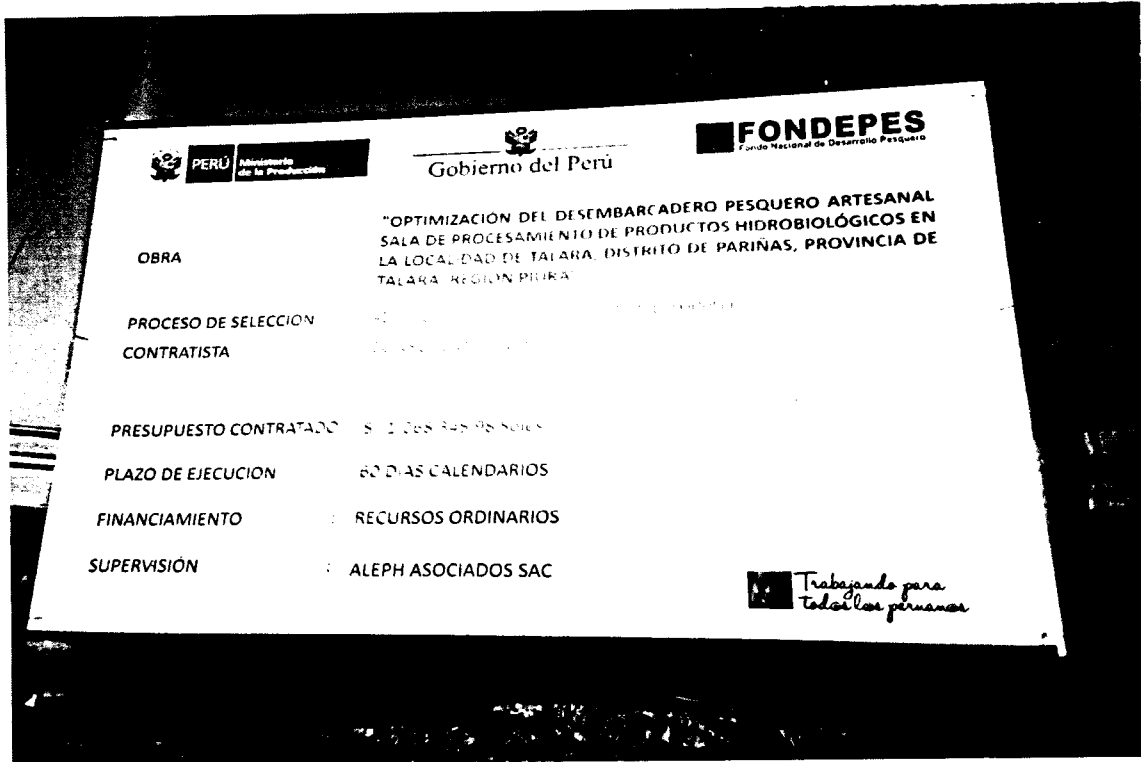 PERÚ Ministerio de la Producción
Gobierno del Perú
FONDEPES
Fondo Nacional de Desarrollo Pesquero
OBRA
"OPTIMIZACIÓN DEL DESEMBARCADERO PESQUERO ARTESANAL
SALA DE PROCESAMIENTO DE PRODUCTOS HIDROBIOLÓGICOS EN
LA LOCALIDAD DE TALARA, DISTRITO DE PARIÑAS, PROVINCIA DE
TALARA, REGION PIURA"
PROCESO DE SELECCION
CONTRATISTA
PRESUPUESTO CONTRATADO
PLAZO DE EJECUCION 60 DIAS CALENDARIOS
FINANCIAMIENTO : RECURSOS ORDINARIOS
SUPERVISIÓN : ALEPH ASOCIADOS SAC
Trabajando para
todos los peruanos